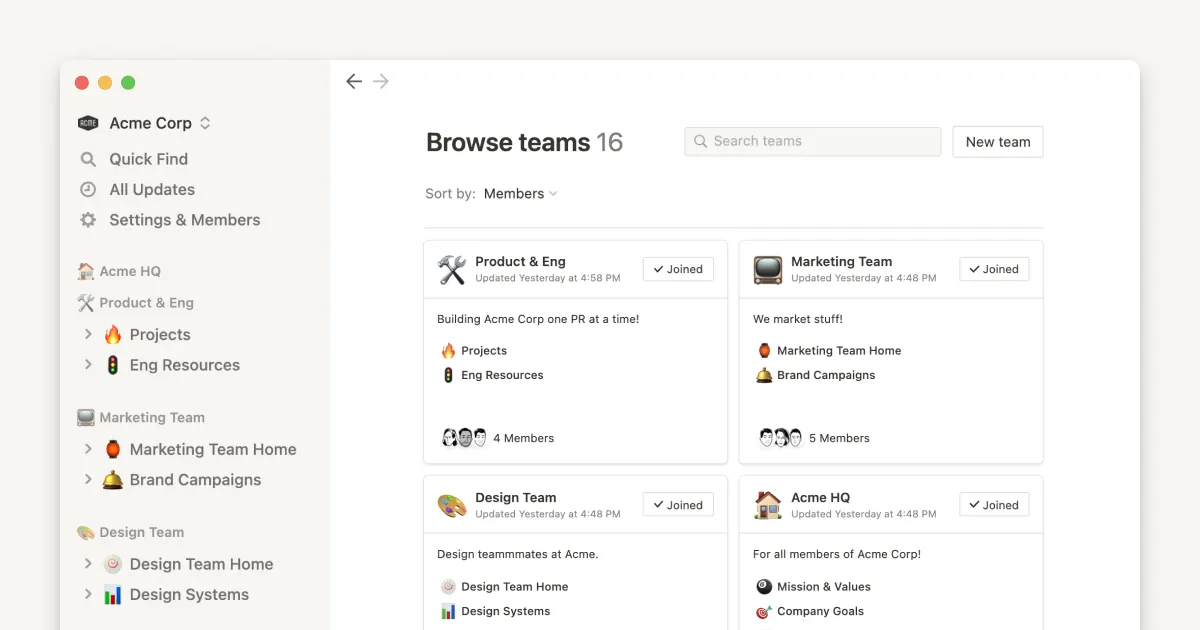 ACME Acme Corp
Quick Find
All Updates
Settings & Members
Acme HQ
Product & Eng
Projects
Eng Resources
Marketing Team
Marketing Team Home
Brand Campaigns
Design Team
Design Team Home
Design Systems
Browse teams 16
Search teams
New team
Sort by: Members
Product & Eng
Updated Yesterday at 4:58 PM
Joined
Building Acme Corp one PR at a time!
Projects
Eng Resources
4 Members
Marketing Team
Updated Yesterday at 4:48 PM
Joined
We market stuff!
Marketing Team Home
Brand Campaigns
5 Members
Design Team
Updated Yesterday at 4:48 PM
Joined
Design teammmates at Acme.
Design Team Home
Design Systems
Acme HQ
Updated Yesterday at 4:48 PM
Joined
For all members of Acme Corp!
Mission & Values
Company Goals